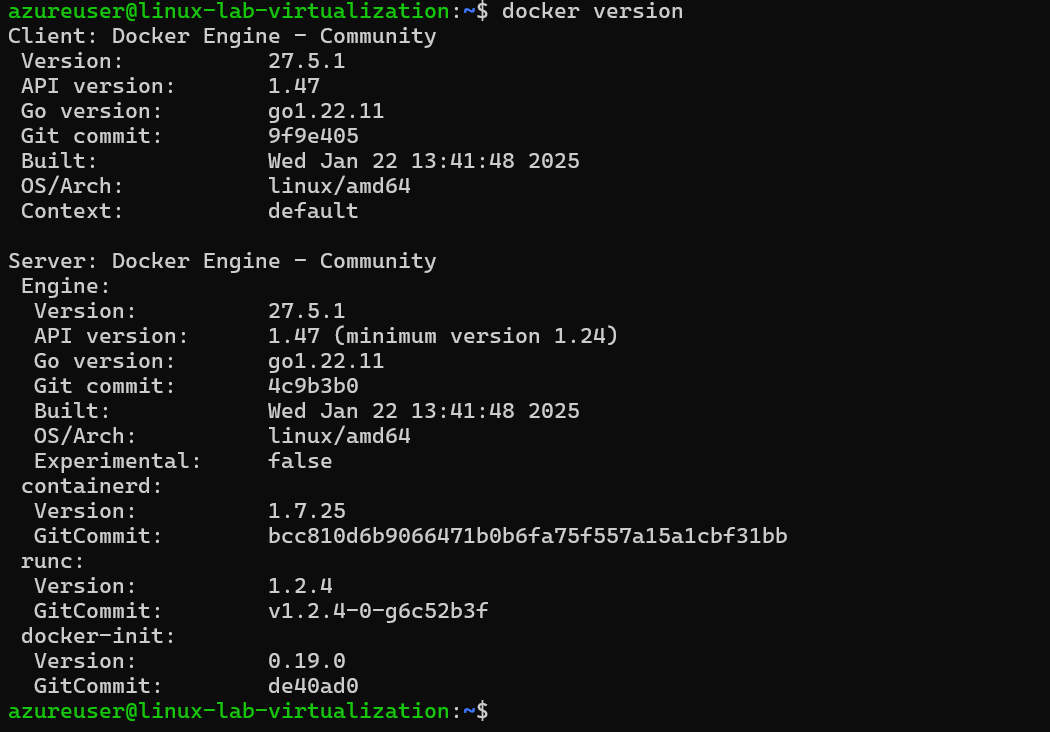 azureuser@linux-lab-virtualization:~$ docker version
Client: Docker Engine - Community
 Version:           27.5.1
 API version:       1.47
 Go version:        go1.22.11
 Git commit:        9f9e405
 Built:             Wed Jan 22 13:41:48 2025
 OS/Arch:           linux/amd64
 Context:           default

Server: Docker Engine - Community
 Engine:
  Version:          27.5.1
  API version:      1.47 (minimum version 1.24)
  Go version:       go1.22.11
  Git commit:       4c9b3b0
  Built:            Wed Jan 22 13:41:48 2025
  OS/Arch:          linux/amd64
  Experimental:     false
 containerd:
  Version:          1.7.25
  GitCommit:        bcc810d6b9066471b0b6fa75f557a15a1cbf31bb
 runc:
  Version:          1.2.4
  GitCommit:        v1.2.4-0-g6c52b3f
 docker-init:
  Version:          0.19.0
  GitCommit:        de40ad0
azureuser@linux-lab-virtualization:~$